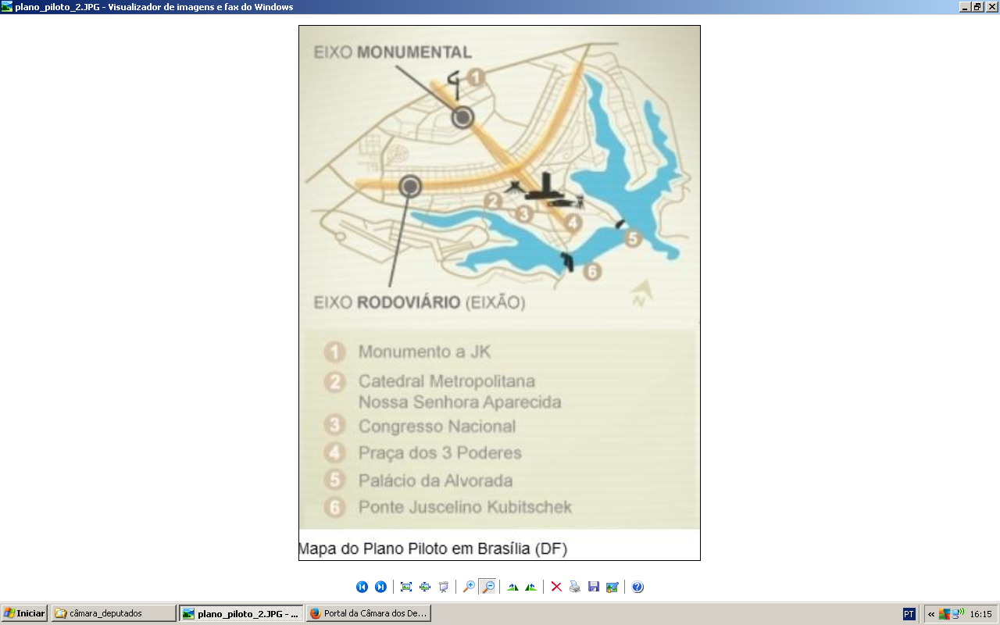 plano_piloto_2.JPG - Visualizador de imagens e fax do Windows
EIXO MONUMENTAL
1
2
3
4
5
6
N
EIXO RODOVIÁRIO (EIXÃO)
1 Monumento a JK
2 Catedral Metropolitana
Nossa Senhora Aparecida
3 Congresso Nacional
4 Praça dos 3 Poderes
5 Palácio da Alvorada
6 Ponte Juscelino Kubitschek
Mapa do Plano Piloto em Brasília (DF)
Iniciar câmara_deputados plano_piloto_2.JPG - ... Portal da Câmara dos De... PT « 16:15